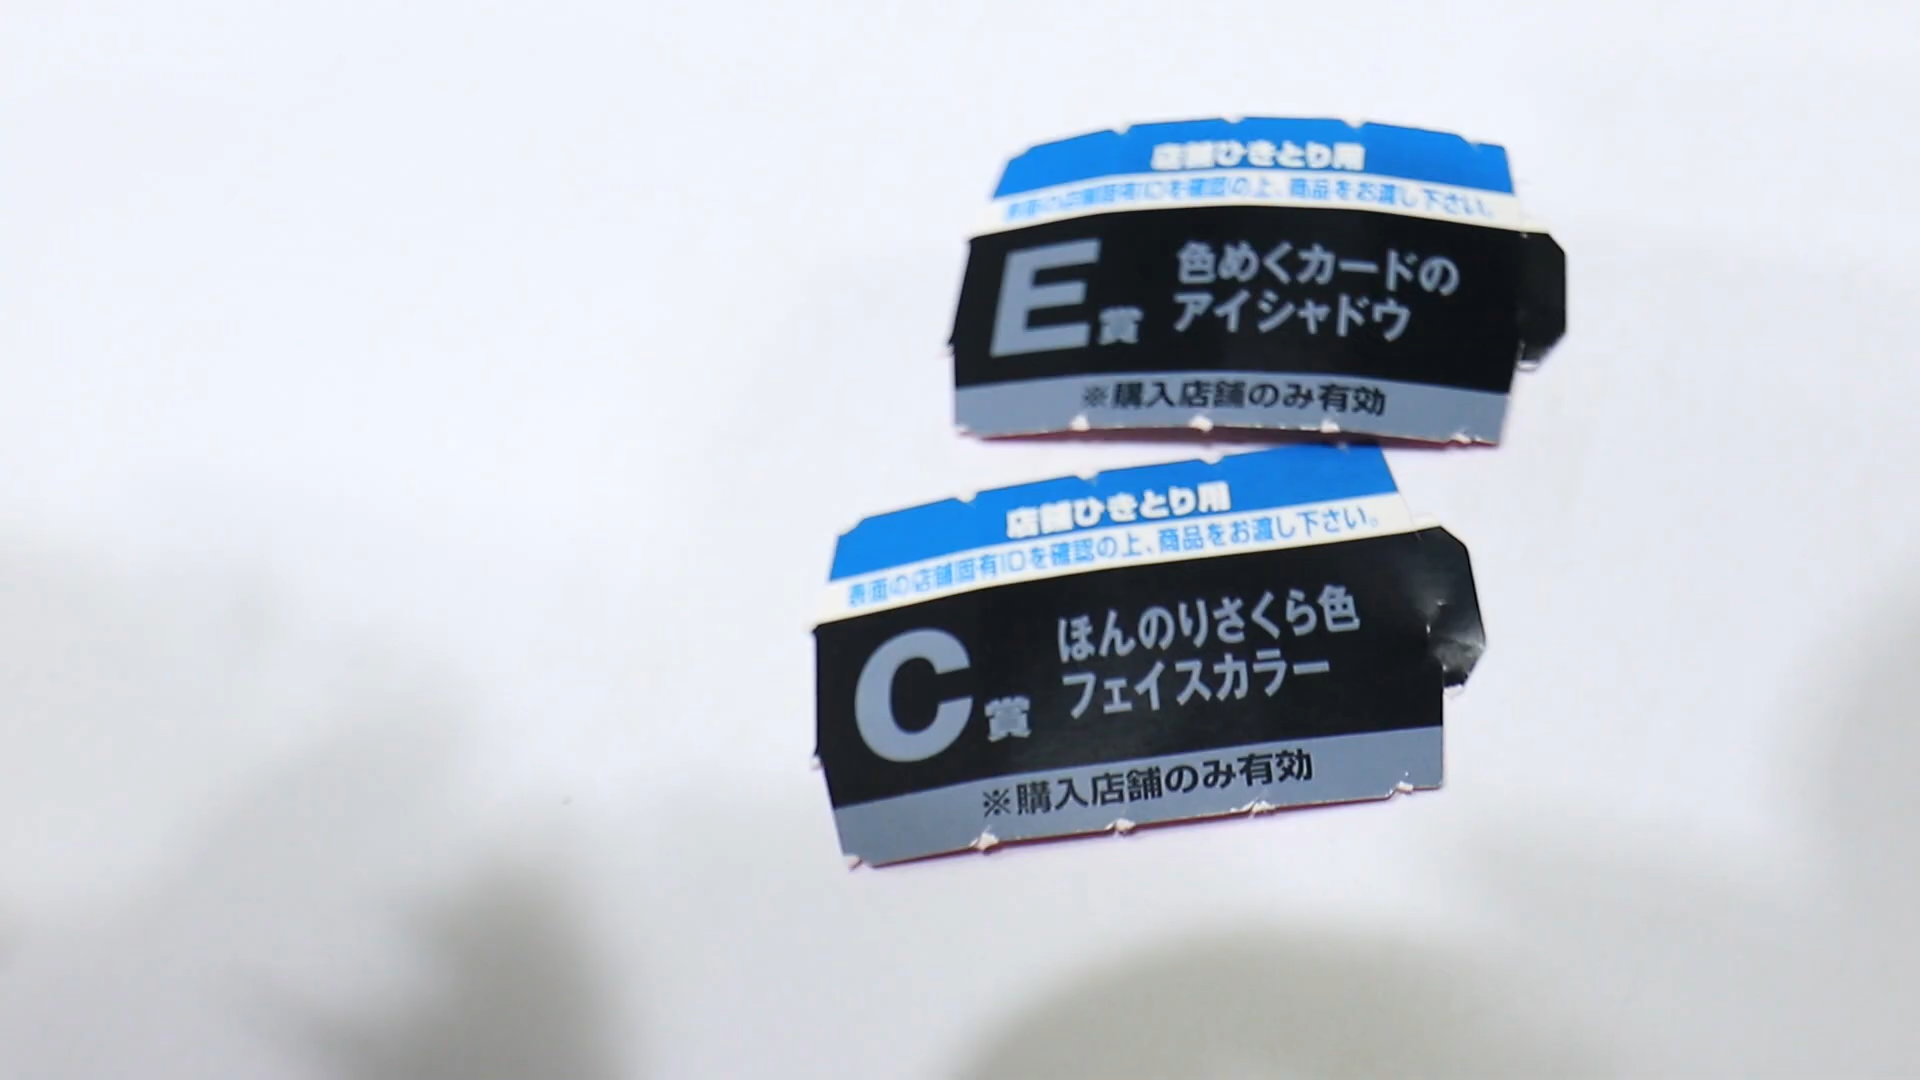 店舗ひきとり用
表面の店舗固有IDを確認の上、商品をお渡し下さい。
E賞
色めくカードの
アイシャドウ
※購入店舗のみ有効
店舗ひきとり用
表面の店舗固有IDを確認の上、商品をお渡し下さい。
C賞
ほんのりさくら色
フェイスカラー
※購入店舗のみ有効